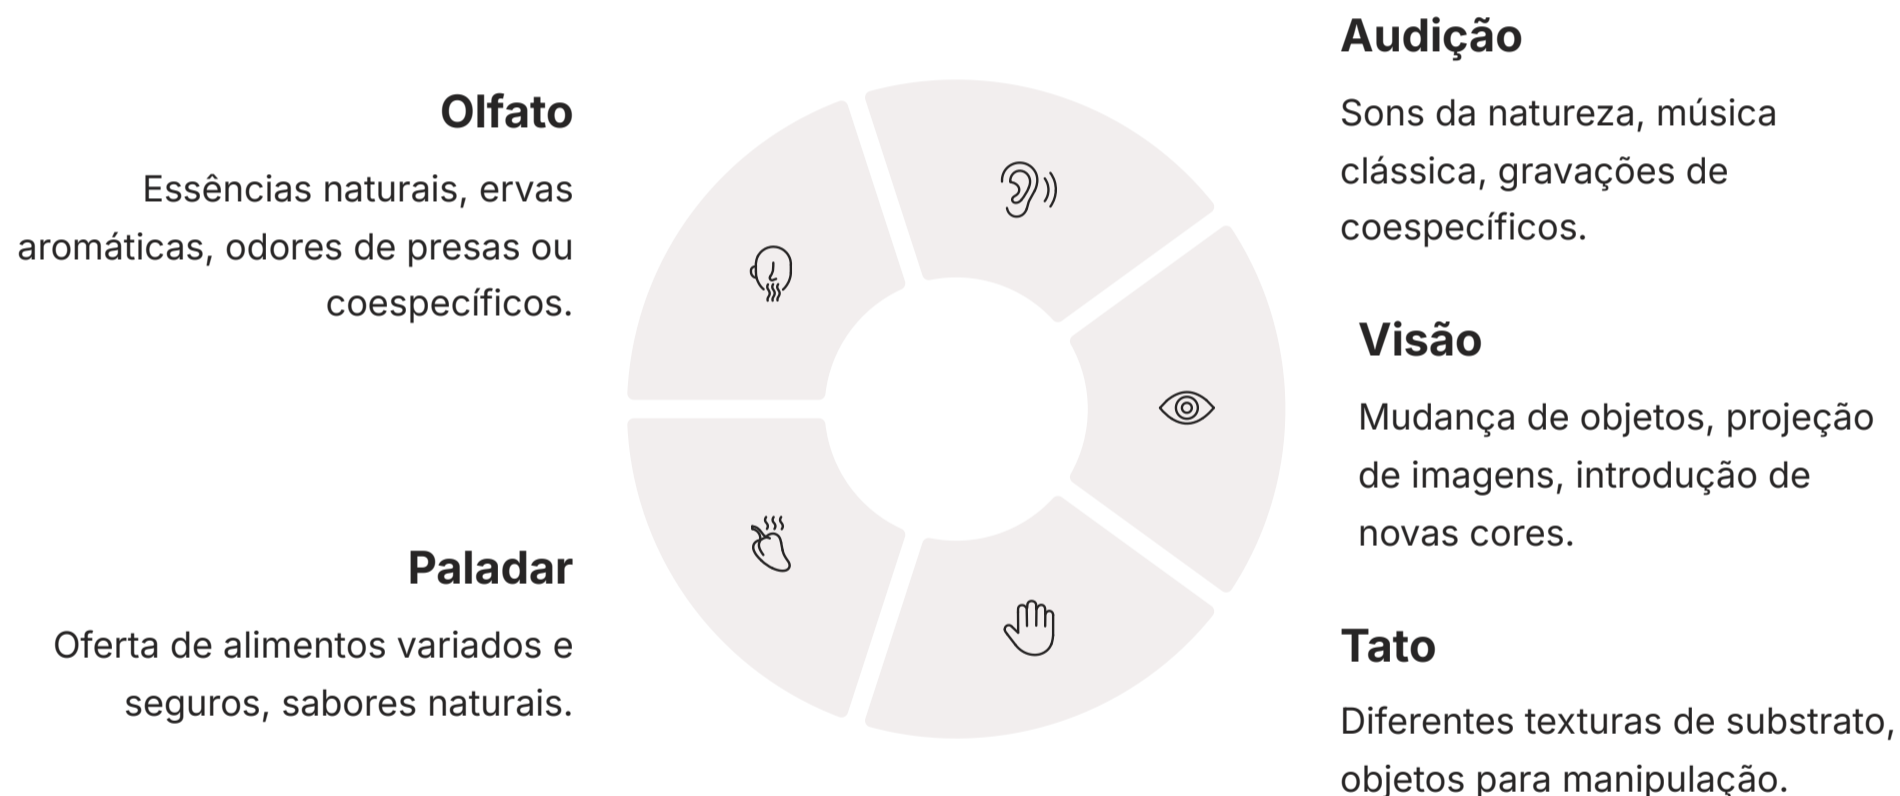 Olfato
Essências naturais, ervas
aromáticas, odores de presas ou
coespecíficos.
Paladar
Oferta de alimentos variados e
seguros, sabores naturais.
Audição
Sons da natureza, música
clássica, gravações de
coespecíficos.
Visão
Mudança de objetos, projeção
de imagens, introdução de
novas cores.
Tato
Diferentes texturas de substrato,
objetos para manipulação.